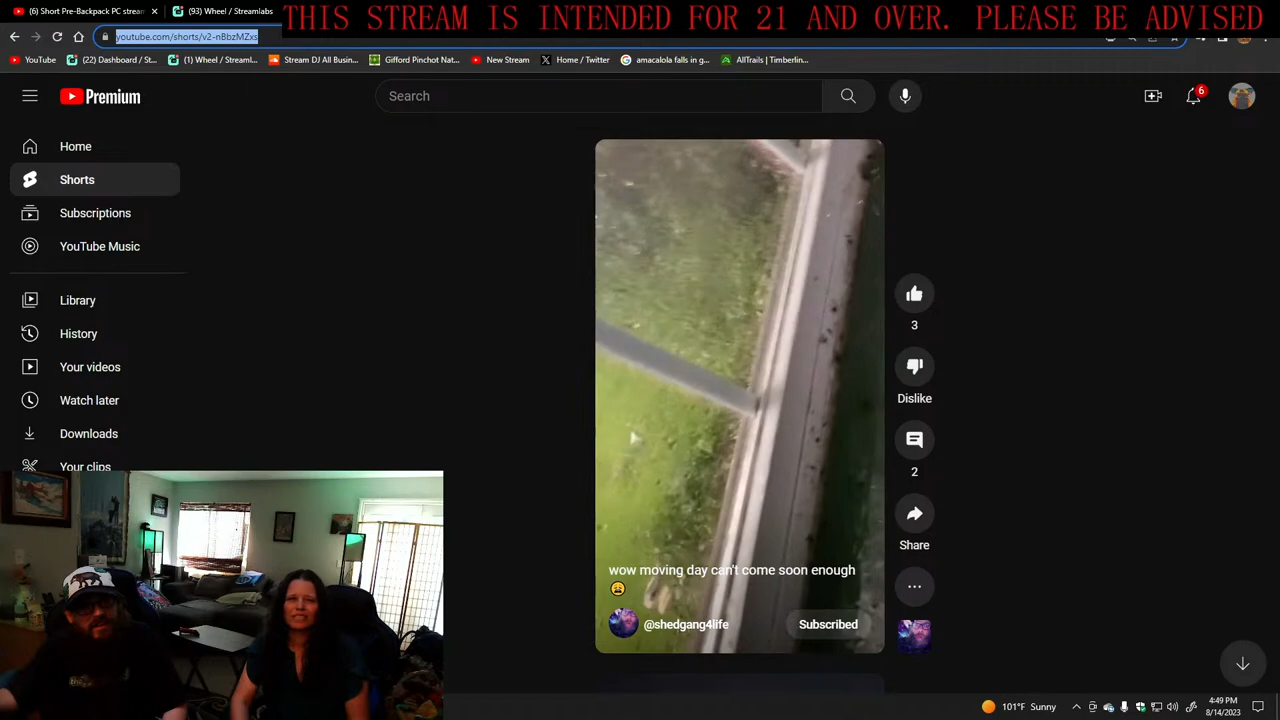 THIS STREAM IS INTENDED FOR 21 AND OVER. PLEASE BE ADVISED
(6) Short Pre-Backpack PC stream
(93) Wheel / Streamlabs
youtube.com/shorts/v2-nBbzMZxs
YouTube
(22) Dashboard / St...
(1) Wheel / Streaml...
Stream DJ All Busin...
Gifford Pinchot Nat...
New Stream
Home / Twitter
amacalola falls in g...
AllTrails | Timberlin...
Premium
Search
6
Home
Shorts
Subscriptions
YouTube Music
Library
History
Your videos
Watch later
Downloads
Your clips
3
Dislike
2
Share
wow moving day can't come soon enough
😩
@shedgang4life
Subscribed
101°F Sunny
4:49 PM
8/14/2023